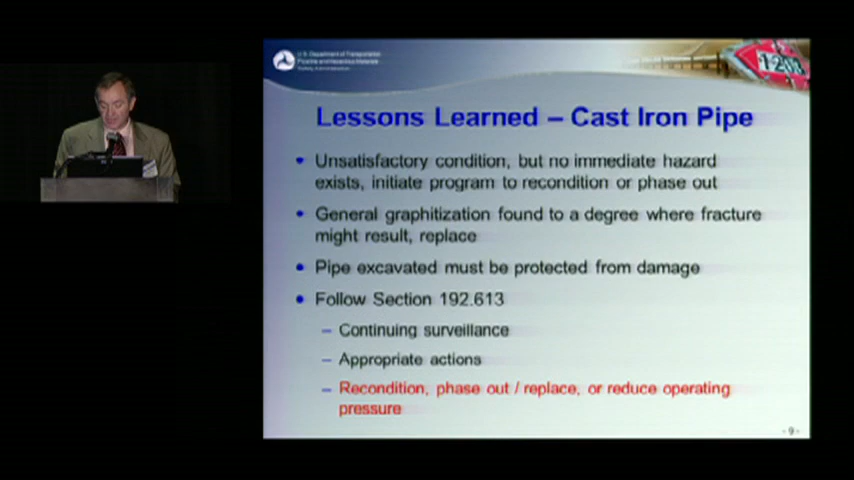 U.S. Department of Transportation
Pipeline and Hazardous Materials
Safety Administration
1203
Lessons Learned – Cast Iron Pipe
• Unsatisfactory condition, but no immediate hazard
exists, initiate program to recondition or phase out
• General graphitization found to a degree where fracture
might result, replace
• Pipe excavated must be protected from damage
• Follow Section 192.613
– Continuing surveillance
– Appropriate actions
– Recondition, phase out / replace, or reduce operating
pressure
- 9 -